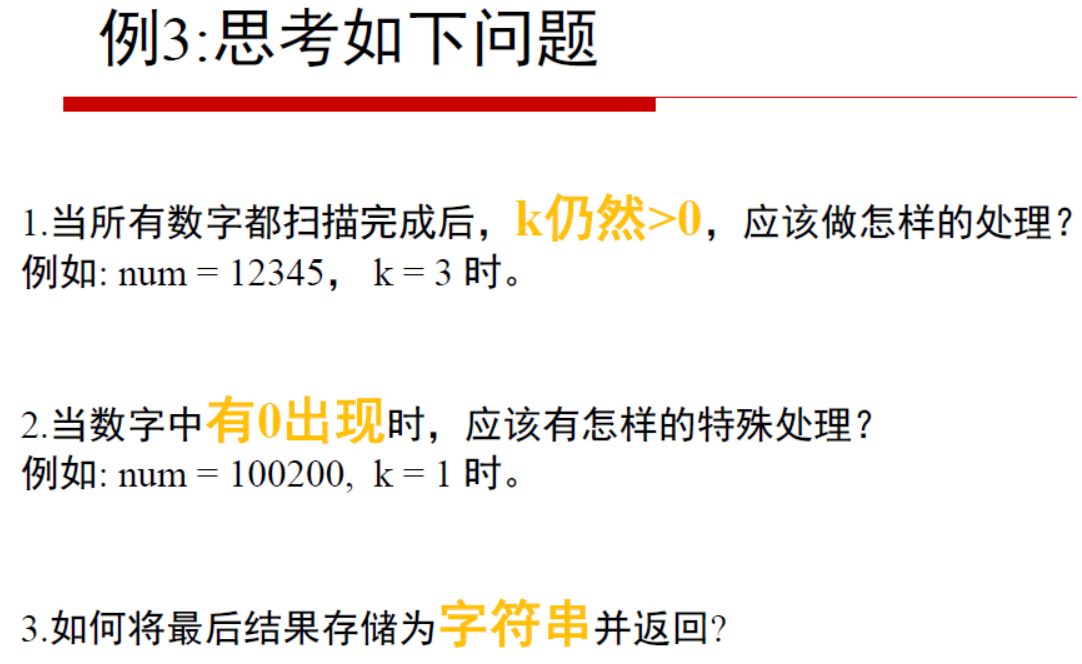 例3:思考如下问题
1.当所有数字都扫描完成后，k仍然>0，应该做怎样的处理？
例如: num = 12345， k = 3 时。
2.当数字中有0出现时，应该有怎样的特殊处理？
例如: num = 100200, k = 1 时。
3.如何将最后结果存储为字符串并返回?